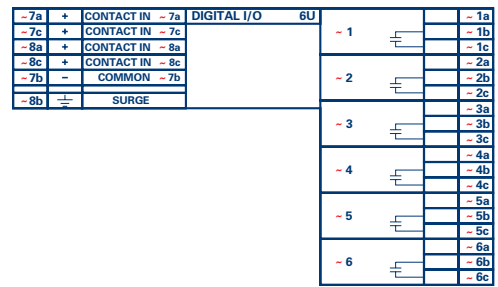 ~ 7a + CONTACT IN ~ 7a DIGITAL I/O 6U
~ 7c + CONTACT IN ~ 7c
~ 8a + CONTACT IN ~ 8a
~ 8c + CONTACT IN ~ 8c
~ 7b – COMMON ~ 7b
~ 8b SURGE
~ 1
~ 1a
~ 1b
~ 1c
~ 2
~ 2a
~ 2b
~ 2c
~ 3
~ 3a
~ 3b
~ 3c
~ 4
~ 4a
~ 4b
~ 4c
~ 5
~ 5a
~ 5b
~ 5c
~ 6
~ 6a
~ 6b
~ 6c